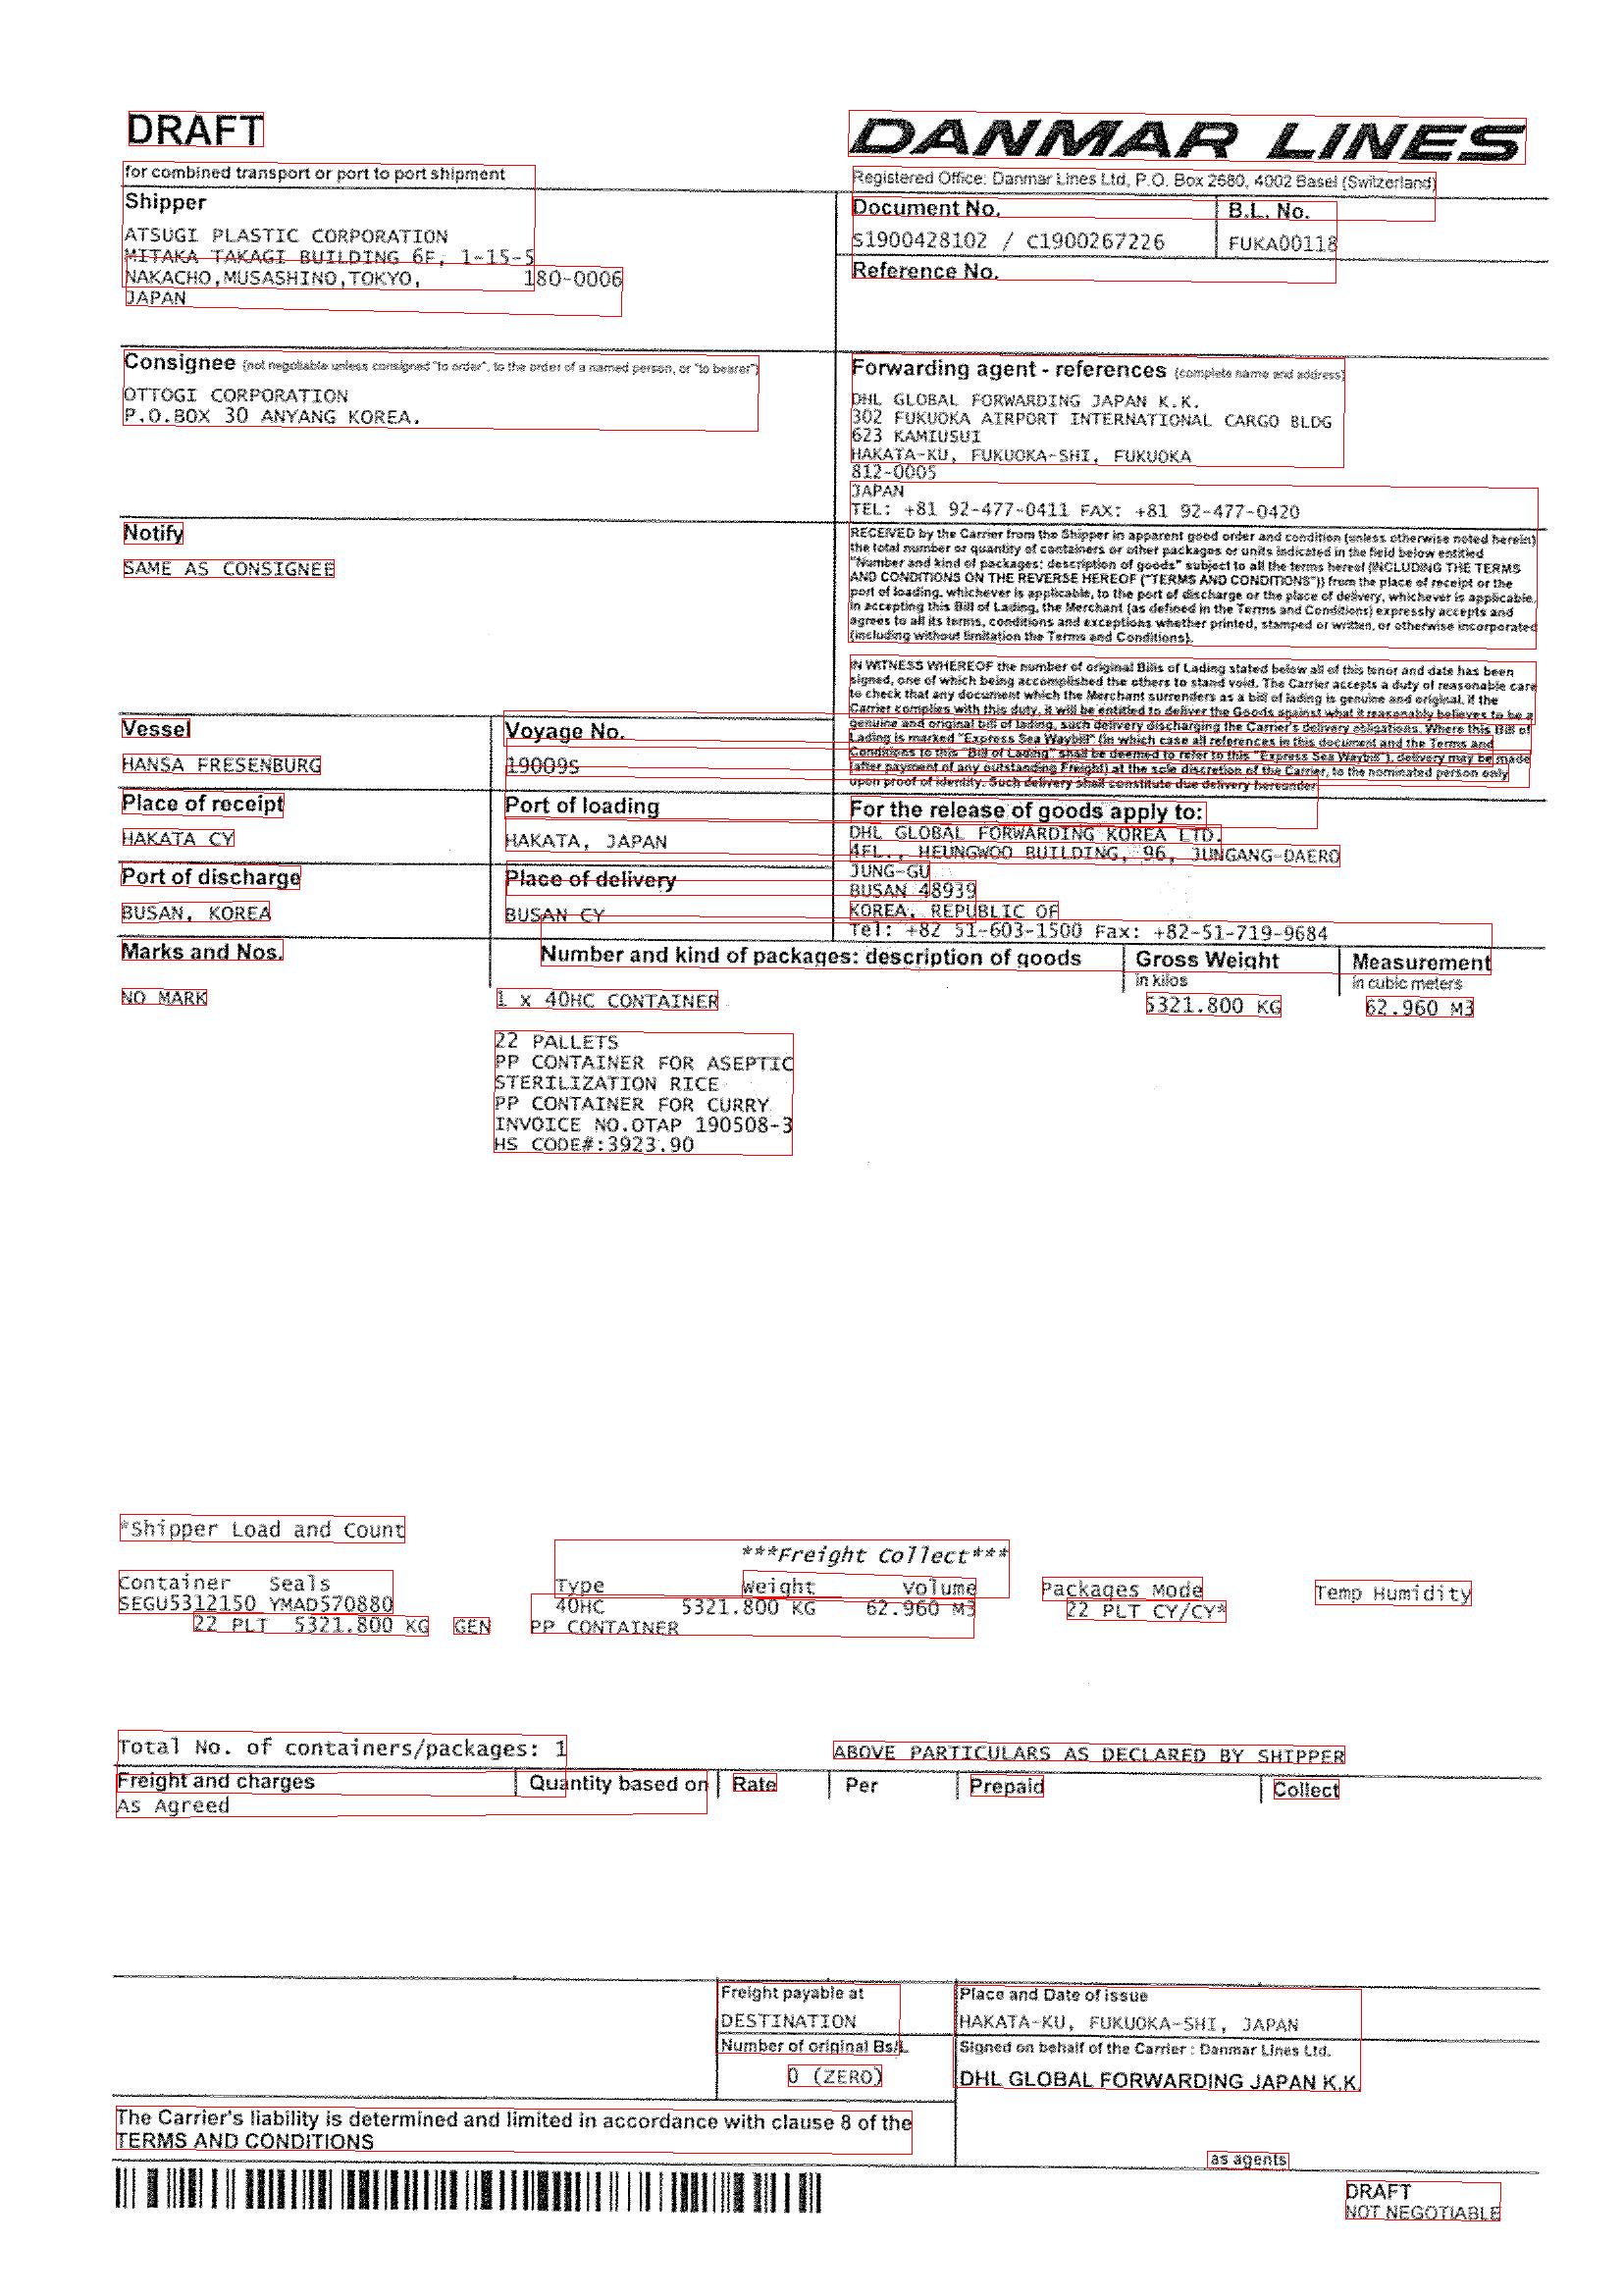 DRAFT
DANMAR LINES
for combined transport or port to port shipment
Registered Office: Danmar Lines Ltd, P.O. Box 2680, 4002 Basel (Switzerland)
Shipper
ATSUGI PLASTIC CORPORATION
MITAKA TAKAGI BUILDING 6F, 1-15-5
NAKACHO,MUSASHINO,TOKYO, 180-0006
JAPAN
Document No.
B.L. No.
S1900428102 / C1900267226
FUKA00118
Reference No.
Consignee (not negotiable unless consigned "to order", to the order of a named person, or "to bearer")
OTTOGI CORPORATION
P.O.BOX 30 ANYANG KOREA.
Forwarding agent - references (complete name and address)
DHL GLOBAL FORWARDING JAPAN K.K.
302 FUKUOKA AIRPORT INTERNATIONAL CARGO BLDG
623 KAMIUSUI
HAKATA-KU, FUKUOKA-SHI, FUKUOKA
812-0005
JAPAN
TEL: +81 92-477-0411 FAX: +81 92-477-0420
Notify
SAME AS CONSIGNEE
RECEIVED by the Carrier from the Shipper in apparent good order and condition (unless otherwise noted herein)
the total number or quantity of containers or other packages or units indicated in the field below entitled
"Number and kind of packages: description of goods" subject to all the terms hereof (INCLUDING THE TERMS
AND CONDITIONS ON THE REVERSE HEREOF ("TERMS AND CONDITIONS")) from the place of receipt or the
port of loading, whichever is applicable, to the port of discharge or the place of delivery, whichever is applicable.
In accepting this Bill of Lading, the Merchant (as defined in the Terms and Conditions) expressly accepts and
agrees to all its terms, conditions and exceptions whether printed, stamped or written, or otherwise incorporated
(including without limitation the Terms and Conditions).
IN WITNESS WHEREOF the number of original Bills of Lading stated below all of this tenor and date has been
signed, one of which being accomplished the others to stand void. The Carrier accepts a duty of reasonable care
to check that any document which the Merchant surrenders as a bill of lading is genuine and original. If the
Carrier complies with this duty, it will be entitled to deliver the Goods against what it reasonably believes to be a
genuine and original bill of lading, such delivery discharging the Carrier's delivery obligations. Where this Bill of
Lading is marked "Express Sea Waybill" (in which case all references in this document and the Terms and
Conditions to this "Bill of Lading" shall be deemed to refer to this "Express Sea Waybill"), delivery may be made
(after payment of any outstanding Freight) at the sole discretion of the Carrier, to the nominated person only
upon proof of identity. Such delivery shall constitute due delivery hereunder.
Vessel
HANSA FRESENBURG
Voyage No.
19009S
Place of receipt
HAKATA CY
Port of loading
HAKATA, JAPAN
Port of discharge
BUSAN, KOREA
Place of delivery
BUSAN CY
For the release of goods apply to:
DHL GLOBAL FORWARDING KOREA LTD.
4FL., HEUNGWOO BUILDING, 96, JUNGANG-DAERO
JUNG-GU
BUSAN 48939
KOREA, REPUBLIC OF
Tel: +82 51-603-1500 Fax: +82-51-719-9684
Marks and Nos.
Number and kind of packages: description of goods
Gross Weight
in kilos
Measurement
in cubic meters
NO MARK
1 x 40HC CONTAINER
5321.800 KG
62.960 M3
22 PALLETS
PP CONTAINER FOR ASEPTIC
STERILIZATION RICE
PP CONTAINER FOR CURRY
INVOICE NO.OTAP 190508-3
HS CODE#:3923.90
*Shipper Load and Count
***Freight Collect***
Container Seals Type Weight Volume Packages Mode Temp Humidity
SEGU5312150 YMAD570880 40HC 5321.800 KG 62.960 M3 22 PLT CY/CY*
22 PLT 5321.800 KG GEN PP CONTAINER
Total No. of containers/packages: 1
ABOVE PARTICULARS AS DECLARED BY SHIPPER
Freight and charges Quantity based on Rate Per Prepaid Collect
As Agreed
Freight payable at
DESTINATION
Number of original Bs/L
0 (ZERO)
Place and Date of issue
HAKATA-KU, FUKUOKA-SHI, JAPAN
Signed on behalf of the Carrier : Danmar Lines Ltd.
DHL GLOBAL FORWARDING JAPAN K.K.
The Carrier's liability is determined and limited in accordance with clause 8 of the
TERMS AND CONDITIONS
as agents
DRAFT
NOT NEGOTIABLE